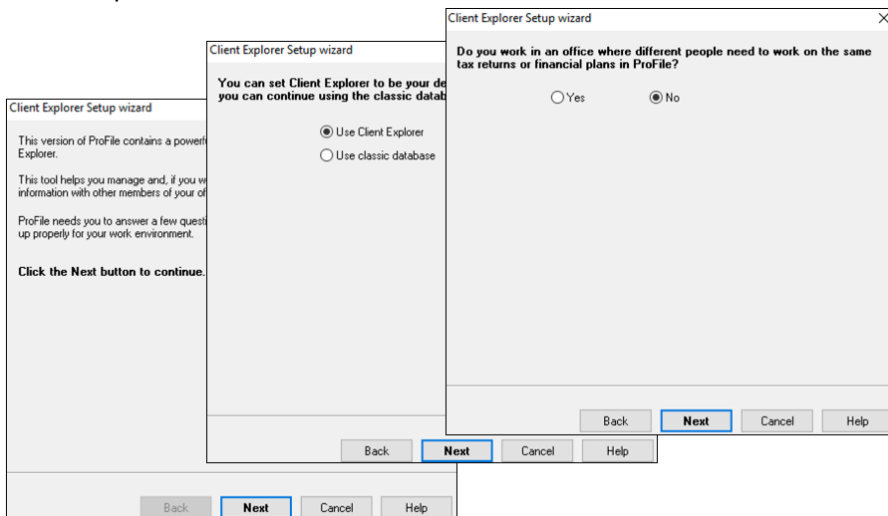 Client Explorer Setup wizard
This version of ProFile contains a powerf
Explorer.
This tool helps you manage and, if you w
information with other members of your of
ProFile needs you to answer a few questi
up properly for your work environment.
Click the Next button to continue.
Back Next Cancel Help
Client Explorer Setup wizard
You can set Client Explorer to be your de
you can continue using the classic datab
Use Client Explorer
Use classic database
Back Next Cancel Help
Client Explorer Setup wizard
Do you work in an office where different people need to work on the same
tax returns or financial plans in ProFile?
Yes No
Back Next Cancel Help